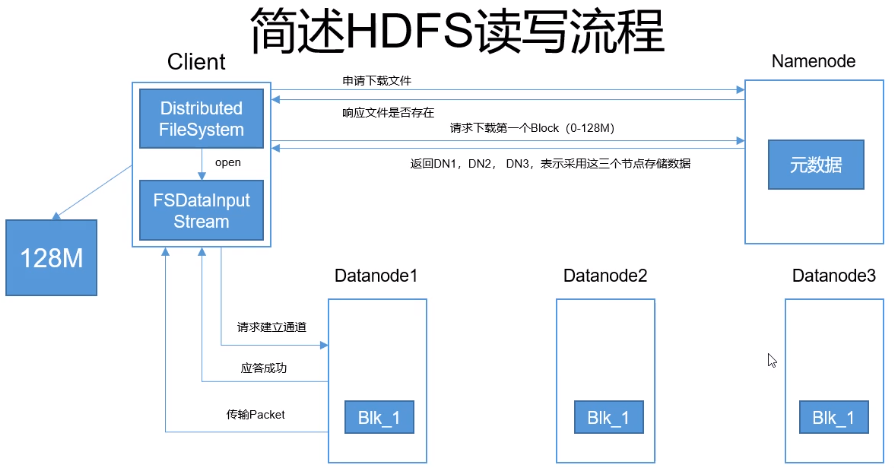 简述HDFS读写流程
Client
Namenode
Distributed
FileSystem
申请下载文件
响应文件是否存在
请求下载第一个Block（0-128M）
返回DN1，DN2， DN3，表示采用这三个节点存储数据
元数据
open
FSDataInput
Stream
128M
Datanode1
Datanode2
Datanode3
请求建立通道
应答成功
传输Packet
Blk_1
Blk_1
Blk_1